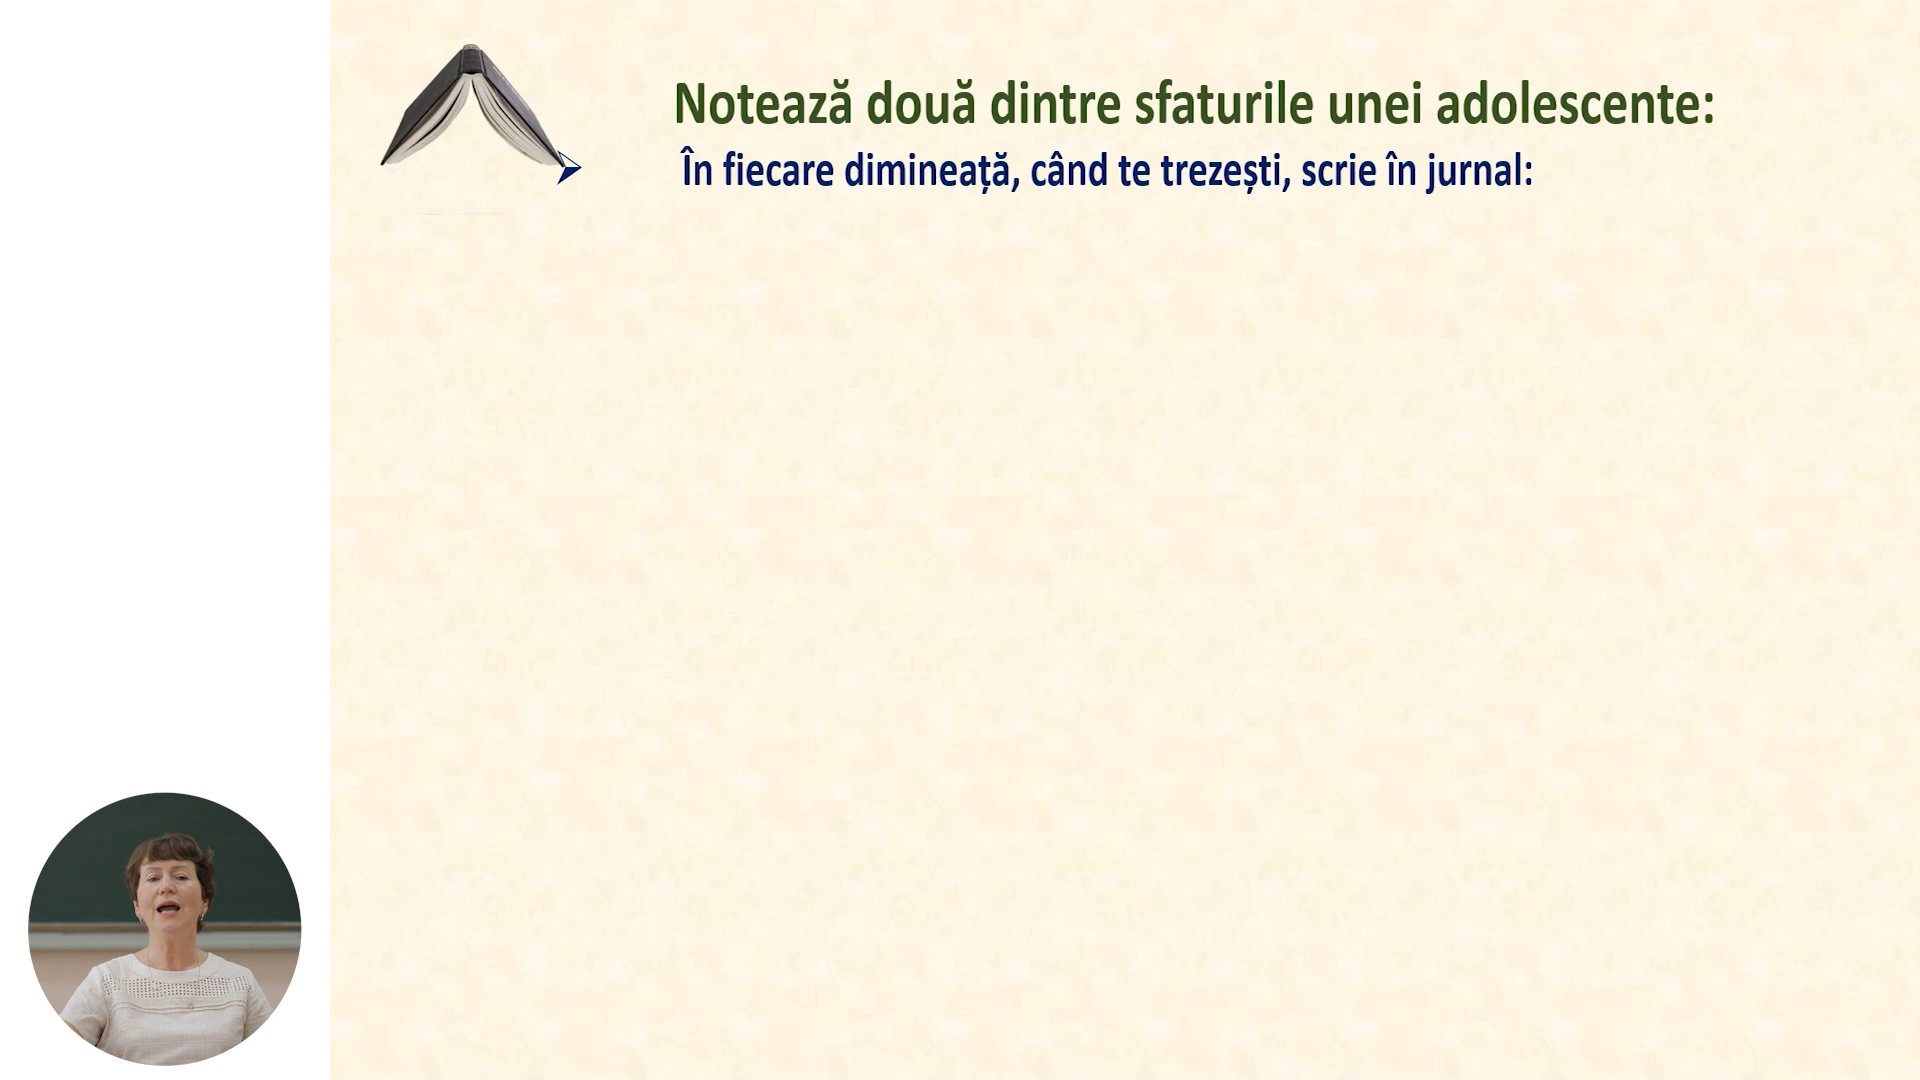 Notează două dintre sfaturile unei adolescente:
În fiecare dimineață, când te trezești, scrie în jurnal: